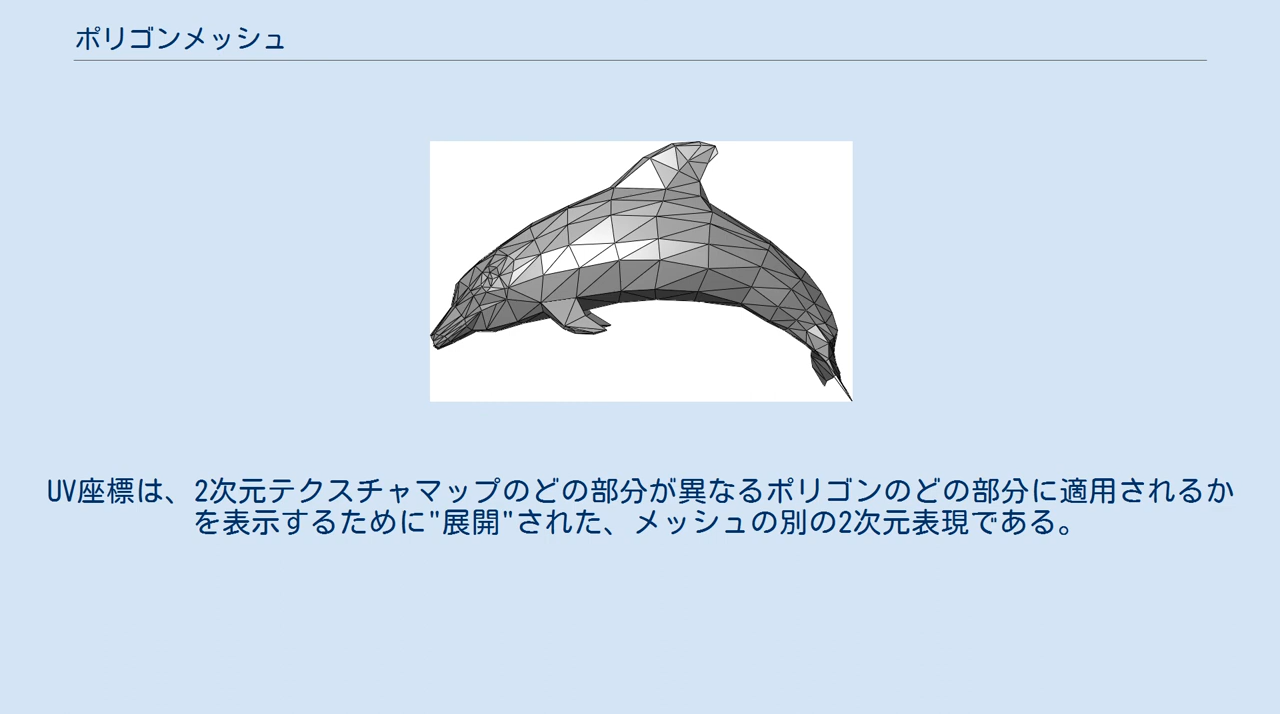 ポリゴンメッシュ
UV座標は、2次元テクスチャマップのどの部分が異なるポリゴンのどの部分に適用されるか
を表示するために"展開"された、メッシュの別の2次元表現である。